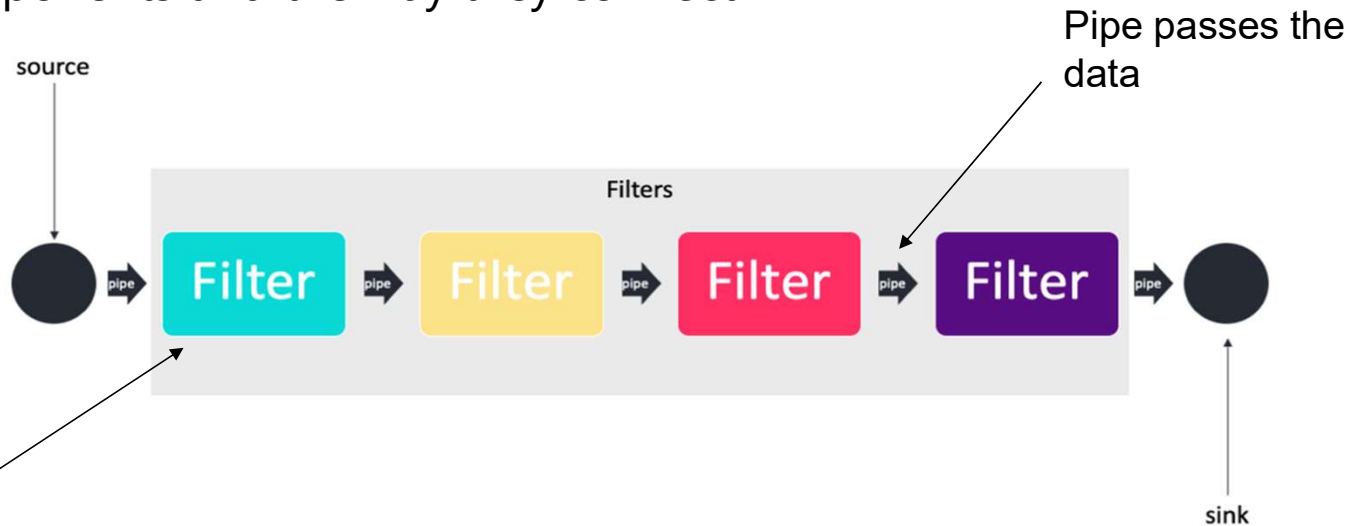 Pipe passes the
data
source
Filters
pipe Filter pipe Filter pipe Filter pipe Filter pipe
sink